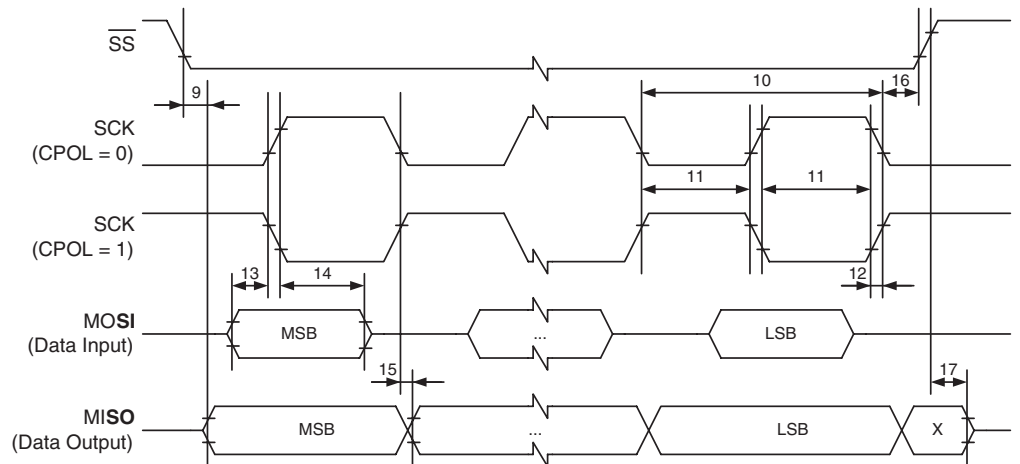 SS
9
10
16
SCK
(CPOL = 0)
11
11
SCK
(CPOL = 1)
13
14
12
MOSI
(Data Input)
MSB
...
LSB
15
17
MISO
(Data Output)
MSB
...
LSB
X